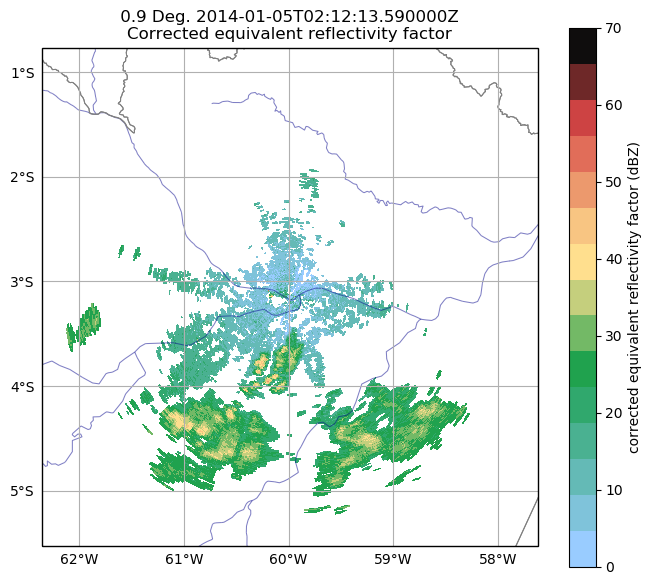 0.9 Deg. 2014-01-05T02:12:13.590000Z
Corrected equivalent reflectivity factor
1°S
2°S
3°S
4°S
5°S
62°W
61°W
60°W
59°W
58°W
70
60
50
40
30
20
10
0
corrected equivalent reflectivity factor (dBZ)